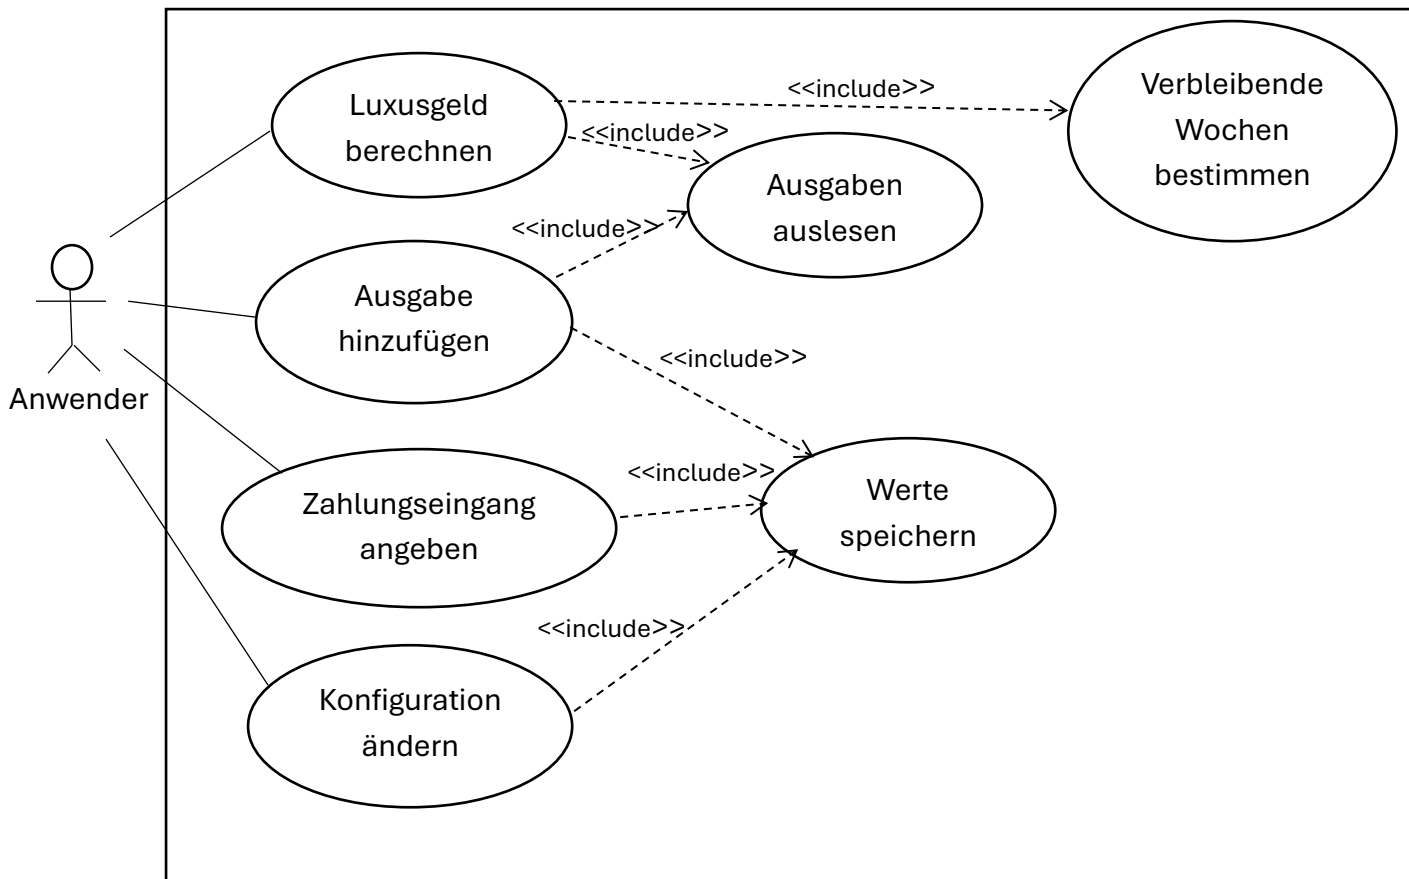 Luxusgeld
berechnen
<<include>>
Verbleibende
Wochen
bestimmen
<<include>>
Ausgaben
auslesen
<<include>>
Ausgabe
hinzufügen
<<include>>
Anwender
Zahlungseingang
angeben
<<include>>
Werte
speichern
<<include>>
Konfiguration
ändern